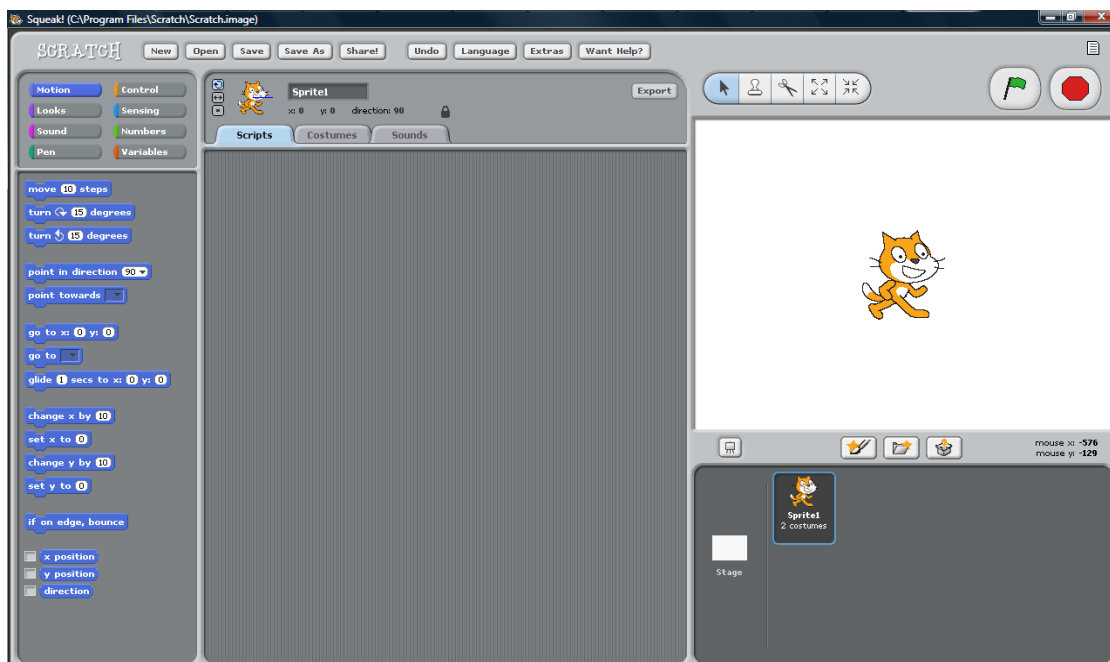 Squeak! (C:\Program Files\Scratch\Scratch.image)
SCRATCH New Open Save Save As Share! Undo Language Extras Want Help?
Motion Control
Looks Sensing
Sound Numbers
Pen Variables
move 10 steps
turn 15 degrees
turn 15 degrees
point in direction 90
point towards
go to x: 0 y: 0
go to
glide 1 secs to x: 0 y: 0
change x by 10
set x to 0
change y by 10
set y to 0
if on edge, bounce
x position
y position
direction
Sprite1
Export
x: 0 y: 0 direction: 90
Scripts Costumes Sounds
mouse x: -576
mouse y: -129
Sprite1
2 costumes
Stage